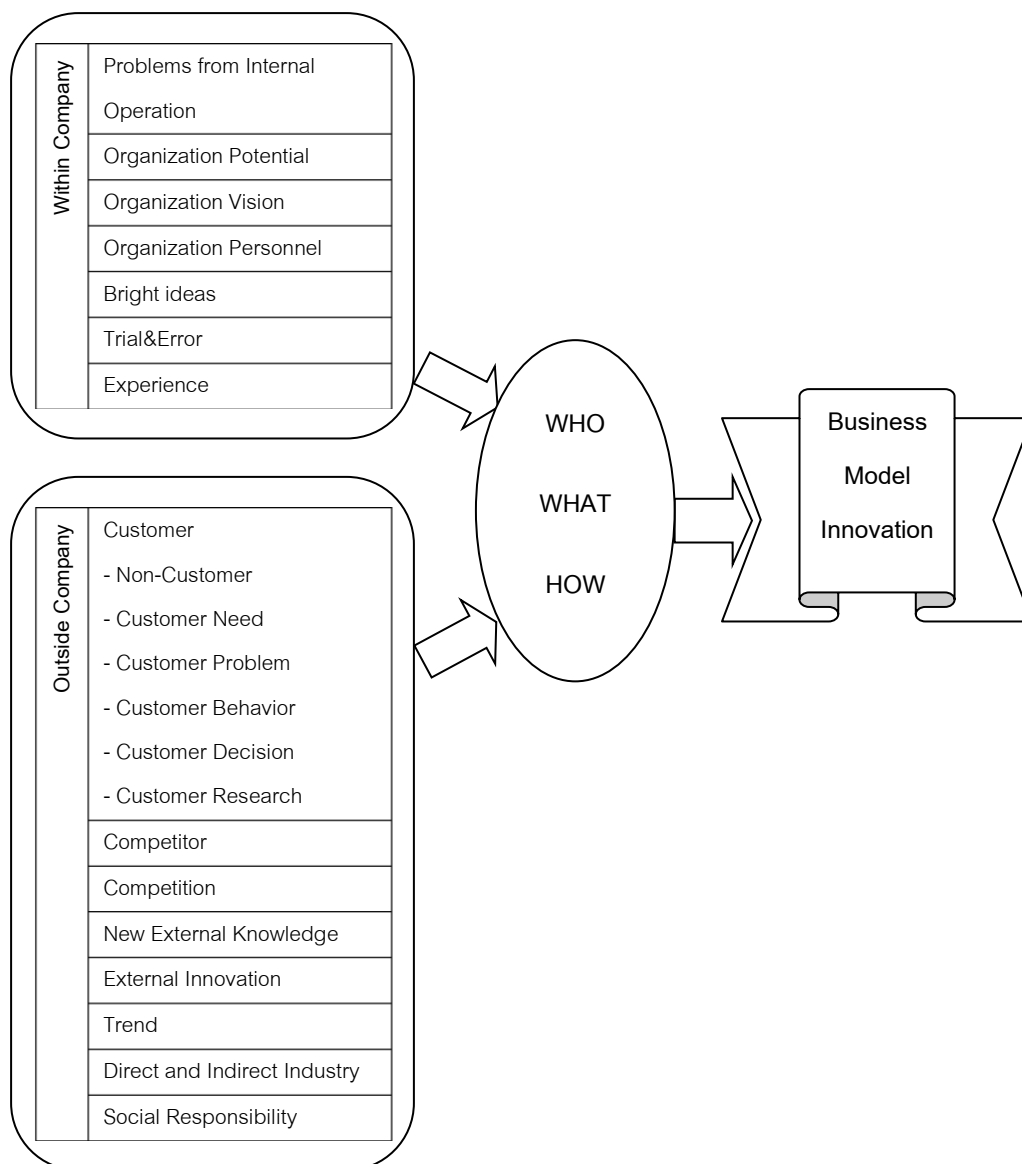 Within Company
Problems from Internal
Operation
Organization Potential
Organization Vision
Organization Personnel
Bright ideas
Trial&Error
Experience
Outside Company
Customer
- Non-Customer
- Customer Need
- Customer Problem
- Customer Behavior
- Customer Decision
- Customer Research
Competitor
Competition
New External Knowledge
External Innovation
Trend
Direct and Indirect Industry
Social Responsibility
WHO
WHAT
HOW
Business
Model
Innovation